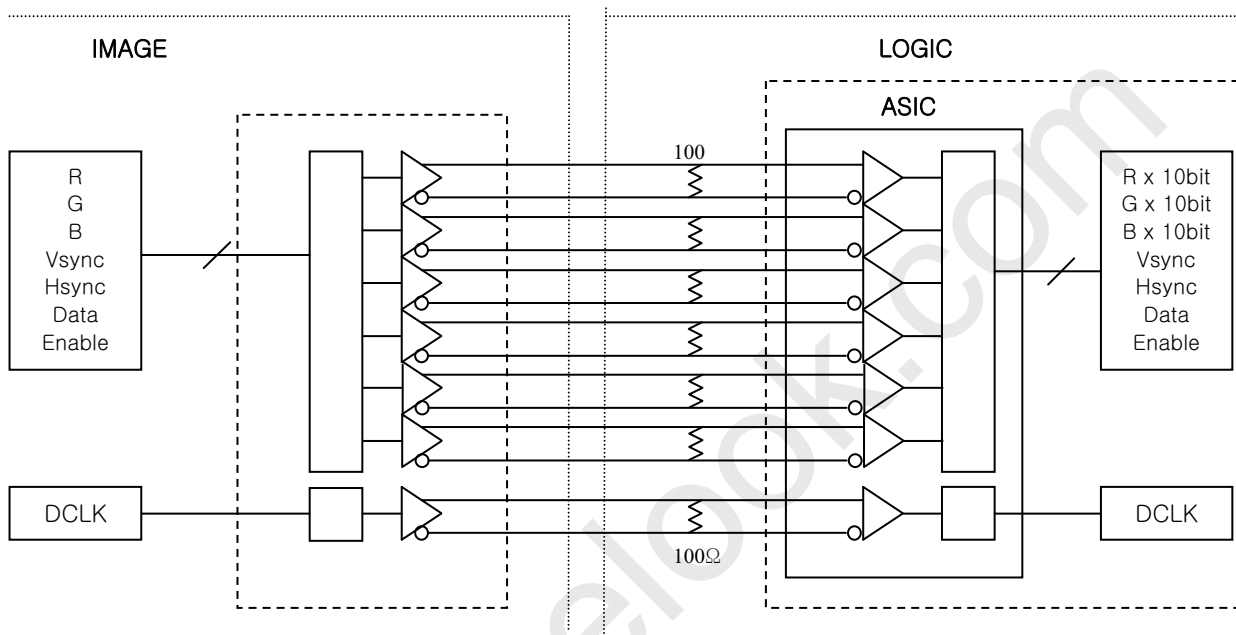 IMAGE
LOGIC
ASIC
R
G
B
Vsync
Hsync
Data
Enable
100
R x 10bit
G x 10bit
B x 10bit
Vsync
Hsync
Data
Enable
DCLK
100Ω
DCLK
elook.com